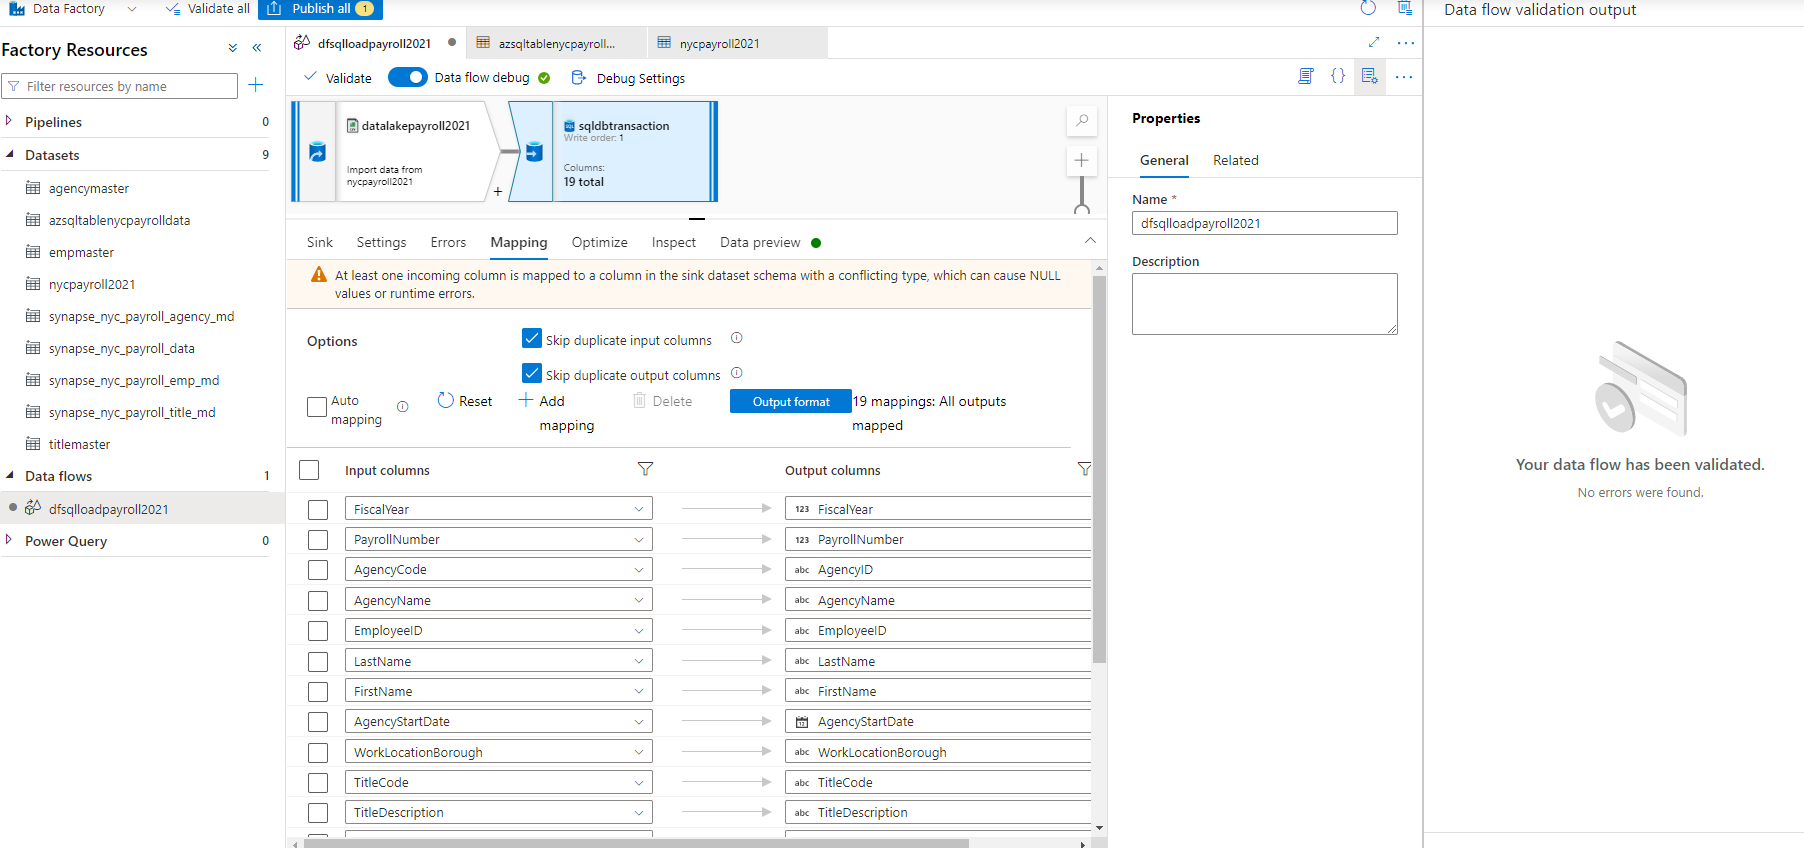 Data Factory
Validate all
Publish all 1
Data flow validation output
Factory Resources
Filter resources by name
Pipelines 0
Datasets 9
agencymaster
azsqltablenycpayrolldata
empmaster
nycpayroll2021
synapse_nyc_payroll_agency_md
synapse_nyc_payroll_data
synapse_nyc_payroll_emp_md
synapse_nyc_payroll_title_md
titlemaster
Data flows 1
dfsqlloadpayroll2021
Power Query 0
dfsqlloadpayroll2021
azsqltablenycpayroll...
nycpayroll2021
Validate
Data flow debug
Debug Settings
datalakepayroll2021
Import data from
nycpayroll2021
+
sqldbtransaction
Write order: 1
Columns:
19 total
Sink
Settings
Errors
Mapping
Optimize
Inspect
Data preview
At least one incoming column is mapped to a column in the sink dataset schema with a conflicting type, which can cause NULL
values or runtime errors.
Options
Skip duplicate input columns
Skip duplicate output columns
Auto
mapping
Reset
Add
mapping
Delete
Output format
19 mappings: All outputs
mapped
Input columns
Output columns
FiscalYear
123 FiscalYear
PayrollNumber
123 PayrollNumber
AgencyCode
abc AgencyID
AgencyName
abc AgencyName
EmployeeID
abc EmployeeID
LastName
abc LastName
FirstName
abc FirstName
AgencyStartDate
AgencyStartDate
WorkLocationBorough
abc WorkLocationBorough
TitleCode
abc TitleCode
TitleDescription
abc TitleDescription
Properties
General
Related
Name *
dfsqlloadpayroll2021
Description
Your data flow has been validated.
No errors were found.